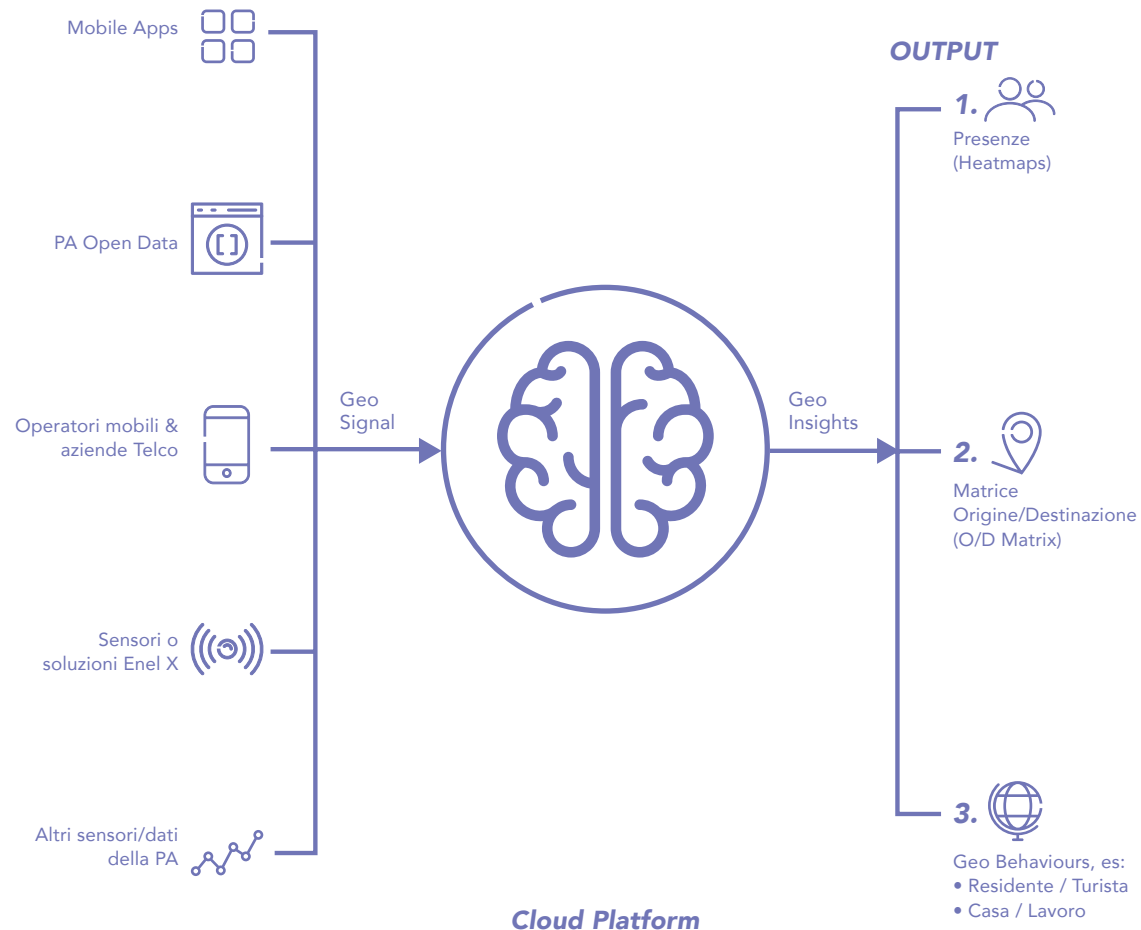 Mobile Apps
PA Open Data
Operatori mobili &
aziende Telco
Sensori o
soluzioni Enel X
Altri sensori/dati
della PA
Geo
Signal
Cloud Platform
Geo
Insights
OUTPUT
1.
Presenze
(Heatmaps)
2.
Matrice
Origine/Destinazione
(O/D Matrix)
3.
Geo Behaviours, es:
• Residente / Turista
• Casa / Lavoro